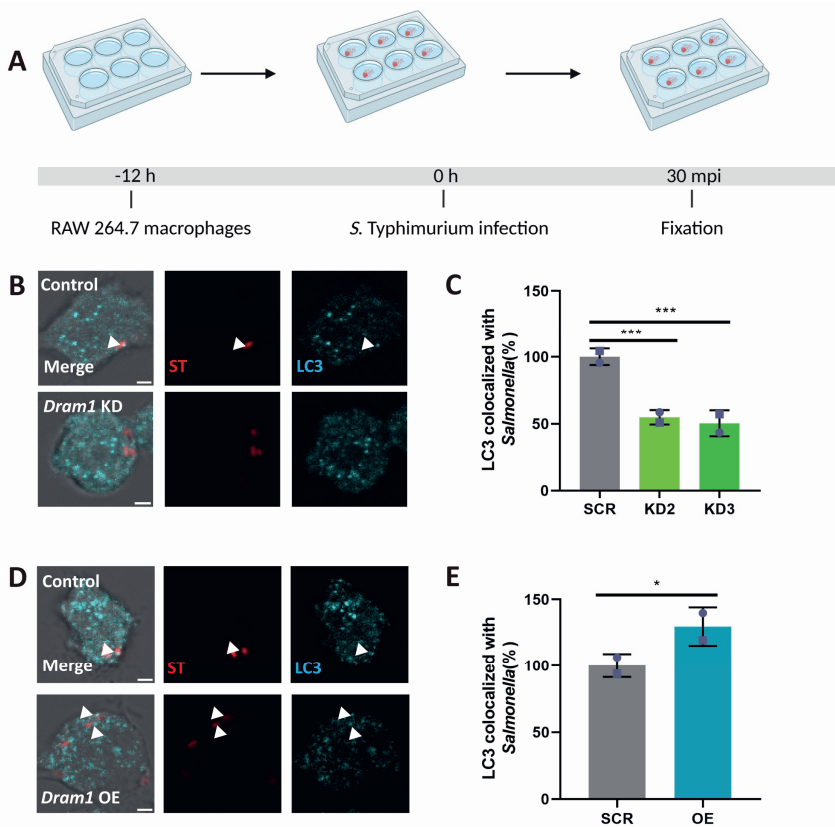 A
-12 h
0 h
30 mpi
RAW 264.7 macrophages
S. Typhimurium infection
Fixation
B
Control
Merge
ST
LC3
Dram1 KD
C
LC3 colocalized with
Salmonella(%)
150
100
50
0
***
***
SCR
KD2
KD3
D
Control
Merge
ST
LC3
Dram1 OE
E
LC3 colocalized with
Salmonella(%)
150
100
50
0
*
SCR
OE